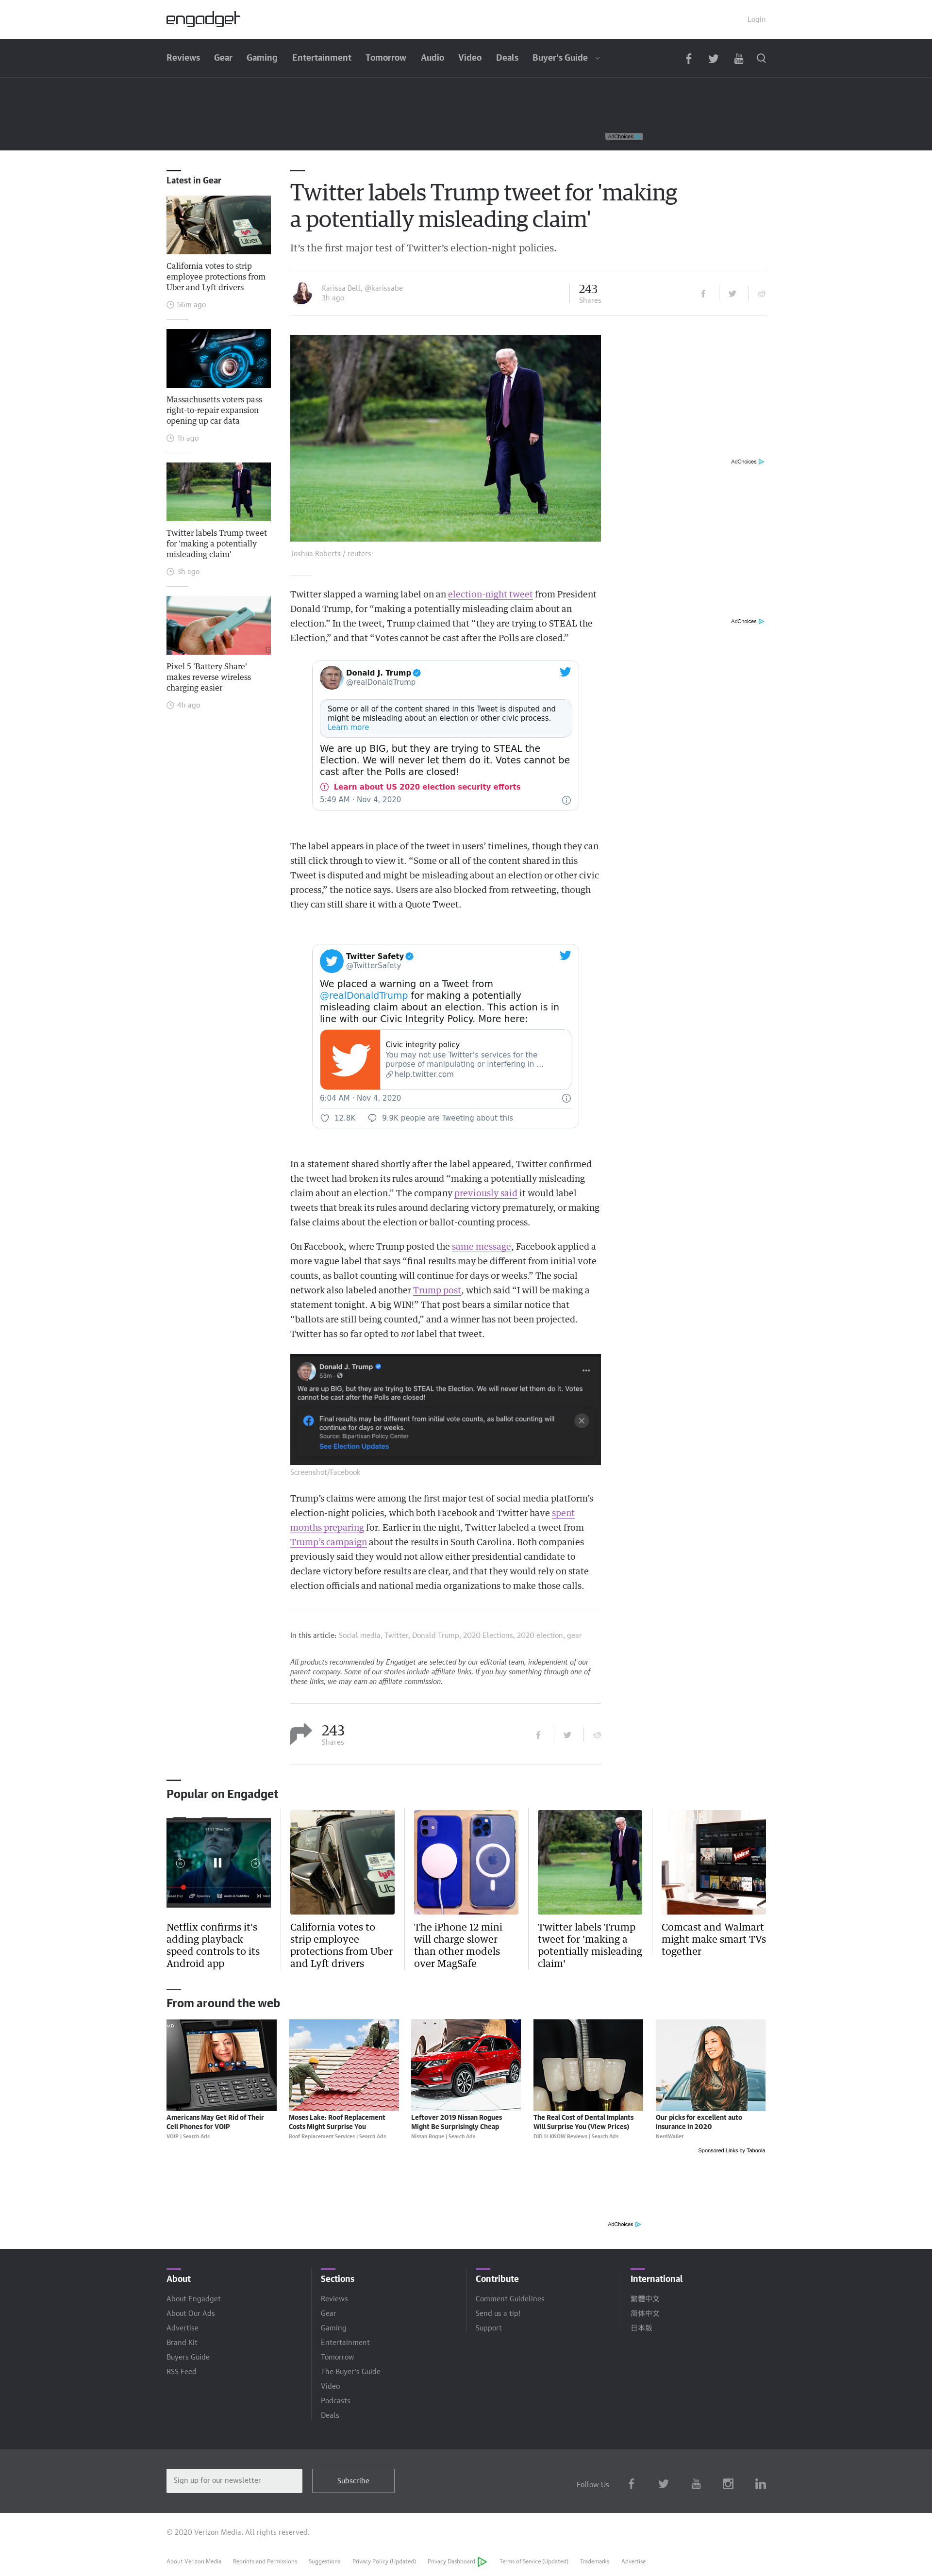 engadget
Login
Reviews Gear Gaming Entertainment Tomorrow Audio Video Deals Buyer's Guide
AdChoices
Latest in Gear
California votes to strip
employee protections from
Uber and Lyft drivers
56m ago
Massachusetts voters pass
right-to-repair expansion
opening up car data
1h ago
Twitter labels Trump tweet
for 'making a potentially
misleading claim'
3h ago
Pixel 5 'Battery Share'
makes reverse wireless
charging easier
4h ago
Twitter labels Trump tweet for 'making
a potentially misleading claim'
It's the first major test of Twitter's election-night policies.
Karissa Bell, @karissabe
3h ago
243
Shares
AdChoices
AdChoices
Joshua Roberts / reuters
Twitter slapped a warning label on an election-night tweet from President
Donald Trump, for “making a potentially misleading claim about an
election.” In the tweet, Trump claimed that “they are trying to STEAL the
Election,” and that “Votes cannot be cast after the Polls are closed.”
Donald J. Trump
@realDonaldTrump
Some or all of the content shared in this Tweet is disputed and
might be misleading about an election or other civic process.
Learn more
We are up BIG, but they are trying to STEAL the
Election. We will never let them do it. Votes cannot be
cast after the Polls are closed!
Learn about US 2020 election security efforts
5:49 AM · Nov 4, 2020
The label appears in place of the tweet in users’ timelines, though they can
still click through to view it. “Some or all of the content shared in this
Tweet is disputed and might be misleading about an election or other civic
process,” the notice says. Users are also blocked from retweeting, though
they can still share it with a Quote Tweet.
Twitter Safety
@TwitterSafety
We placed a warning on a Tweet from
@realDonaldTrump for making a potentially
misleading claim about an election. This action is in
line with our Civic Integrity Policy. More here:
Civic integrity policy
You may not use Twitter’s services for the
purpose of manipulating or interfering in ...
help.twitter.com
6:04 AM · Nov 4, 2020
12.8K 9.9K people are Tweeting about this
In a statement shared shortly after the label appeared, Twitter confirmed
the tweet had broken its rules around “making a potentially misleading
claim about an election.” The company previously said it would label
tweets that break its rules around declaring victory prematurely, or making
false claims about the election or ballot-counting process.
On Facebook, where Trump posted the same message, Facebook applied a
more vague label that says “final results may be different from initial vote
counts, as ballot counting will continue for days or weeks.” The social
network also labeled another Trump post, which said “I will be making a
statement tonight. A big WIN!” That post bears a similar notice that
“ballots are still being counted,” and a winner has not been projected.
Twitter has so far opted to not label that tweet.
Donald J. Trump
53m ·
We are up BIG, but they are trying to STEAL the Election. We will never let them do it. Votes
cannot be cast after the Polls are closed!
Final results may be different from initial vote counts, as ballot counting will
continue for days or weeks.
Source: Bipartisan Policy Center
See Election Updates
Screenshot/Facebook
Trump’s claims were among the first major test of social media platform’s
election-night policies, which both Facebook and Twitter have spent
months preparing for. Earlier in the night, Twitter labeled a tweet from
Trump’s campaign about the results in South Carolina. Both companies
previously said they would not allow either presidential candidate to
declare victory before results are clear, and that they would rely on state
election officials and national media organizations to make those calls.
In this article: Social media, Twitter, Donald Trump, 2020 Elections, 2020 election, gear
All products recommended by Engadget are selected by our editorial team, independent of our
parent company. Some of our stories include affiliate links. If you buy something through one of
these links, we may earn an affiliate commission.
243
Shares
Popular on Engadget
Netflix confirms it's
adding playback
speed controls to its
Android app
California votes to
strip employee
protections from Uber
and Lyft drivers
The iPhone 12 mini
will charge slower
than other models
over MagSafe
Twitter labels Trump
tweet for 'making a
potentially misleading
claim'
Comcast and Walmart
might make smart TVs
together
From around the web
Americans May Get Rid of Their
Cell Phones for VOIP
VOIP | Search Ads
Moses Lake: Roof Replacement
Costs Might Surprise You
Roof Replacement Services | Search Ads
Leftover 2019 Nissan Rogues
Might Be Surprisingly Cheap
Nissan Rogue | Search Ads
The Real Cost of Dental Implants
Will Surprise You (View Prices)
DID U KNOW Reviews | Search Ads
Our picks for excellent auto
insurance in 2020
NerdWallet
Sponsored Links by Taboola
AdChoices
About
About Engadget
About Our Ads
Advertise
Brand Kit
Buyers Guide
RSS Feed
Sections
Reviews
Gear
Gaming
Entertainment
Tomorrow
The Buyer's Guide
Video
Podcasts
Deals
Contribute
Comment Guidelines
Send us a tip!
Support
International
繁體中文
简体中文
日本版
Sign up for our newsletter
Subscribe
Follow Us
© 2020 Verizon Media. All rights reserved.
About Verizon Media Reprints and Permissions Suggestions Privacy Policy (Updated) Privacy Dashboard Terms of Service (Updated) Trademarks Advertise